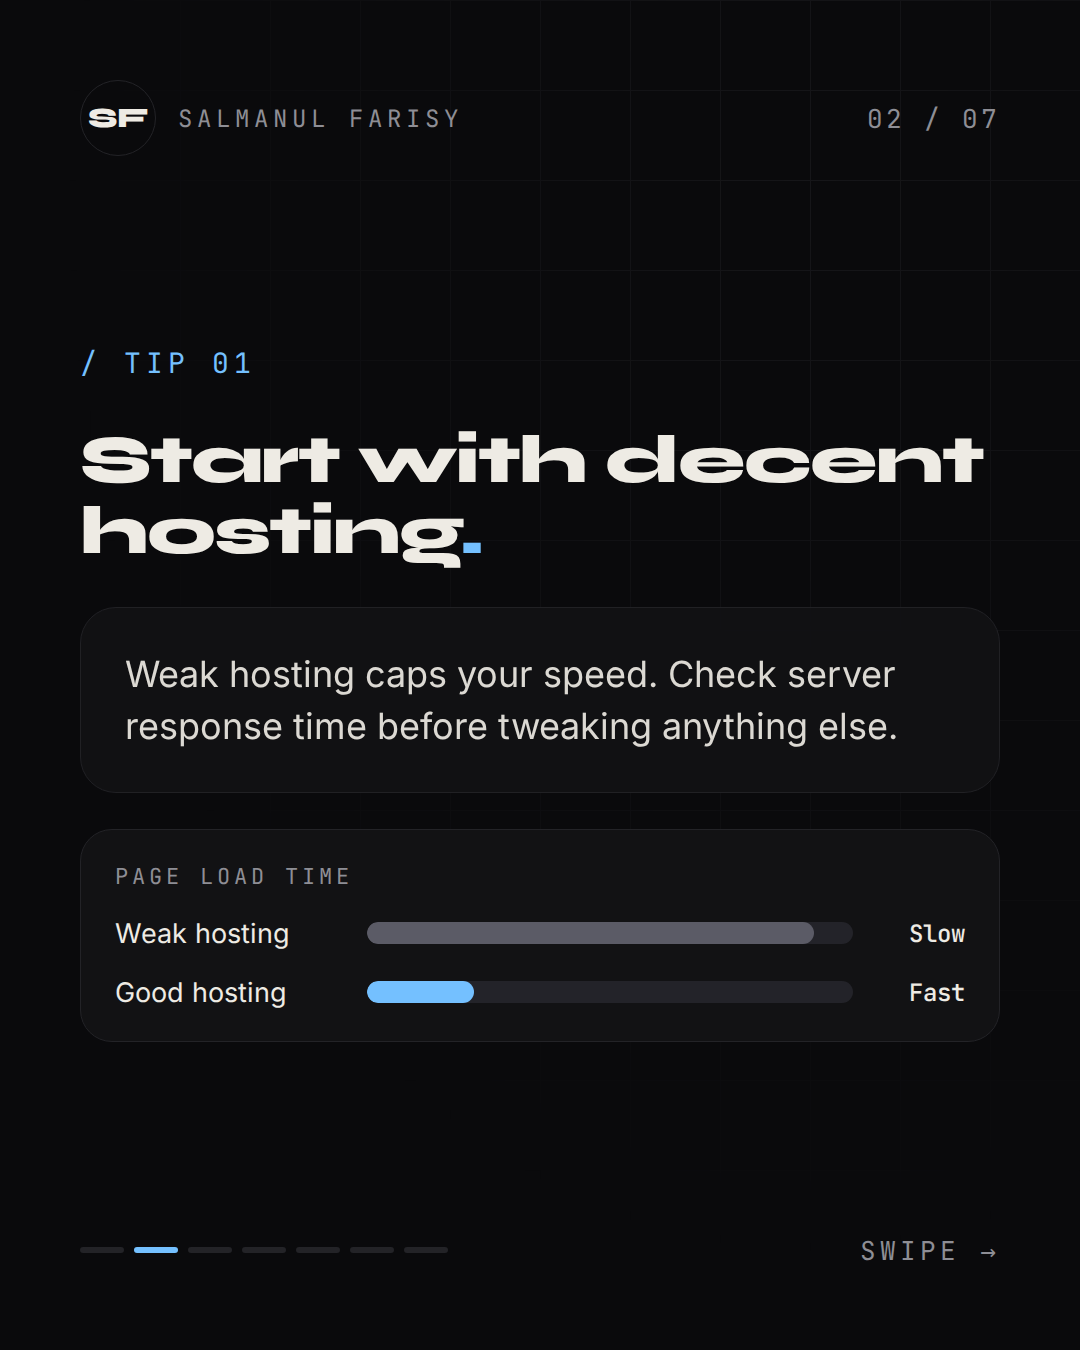 SF SALMANUL FARISY 02 / 07
/ TIP 01
Start with decent
hosting.
Weak hosting caps your speed. Check server
response time before tweaking anything else.
PAGE LOAD TIME
Weak hosting Slow
Good hosting Fast
SWIPE →